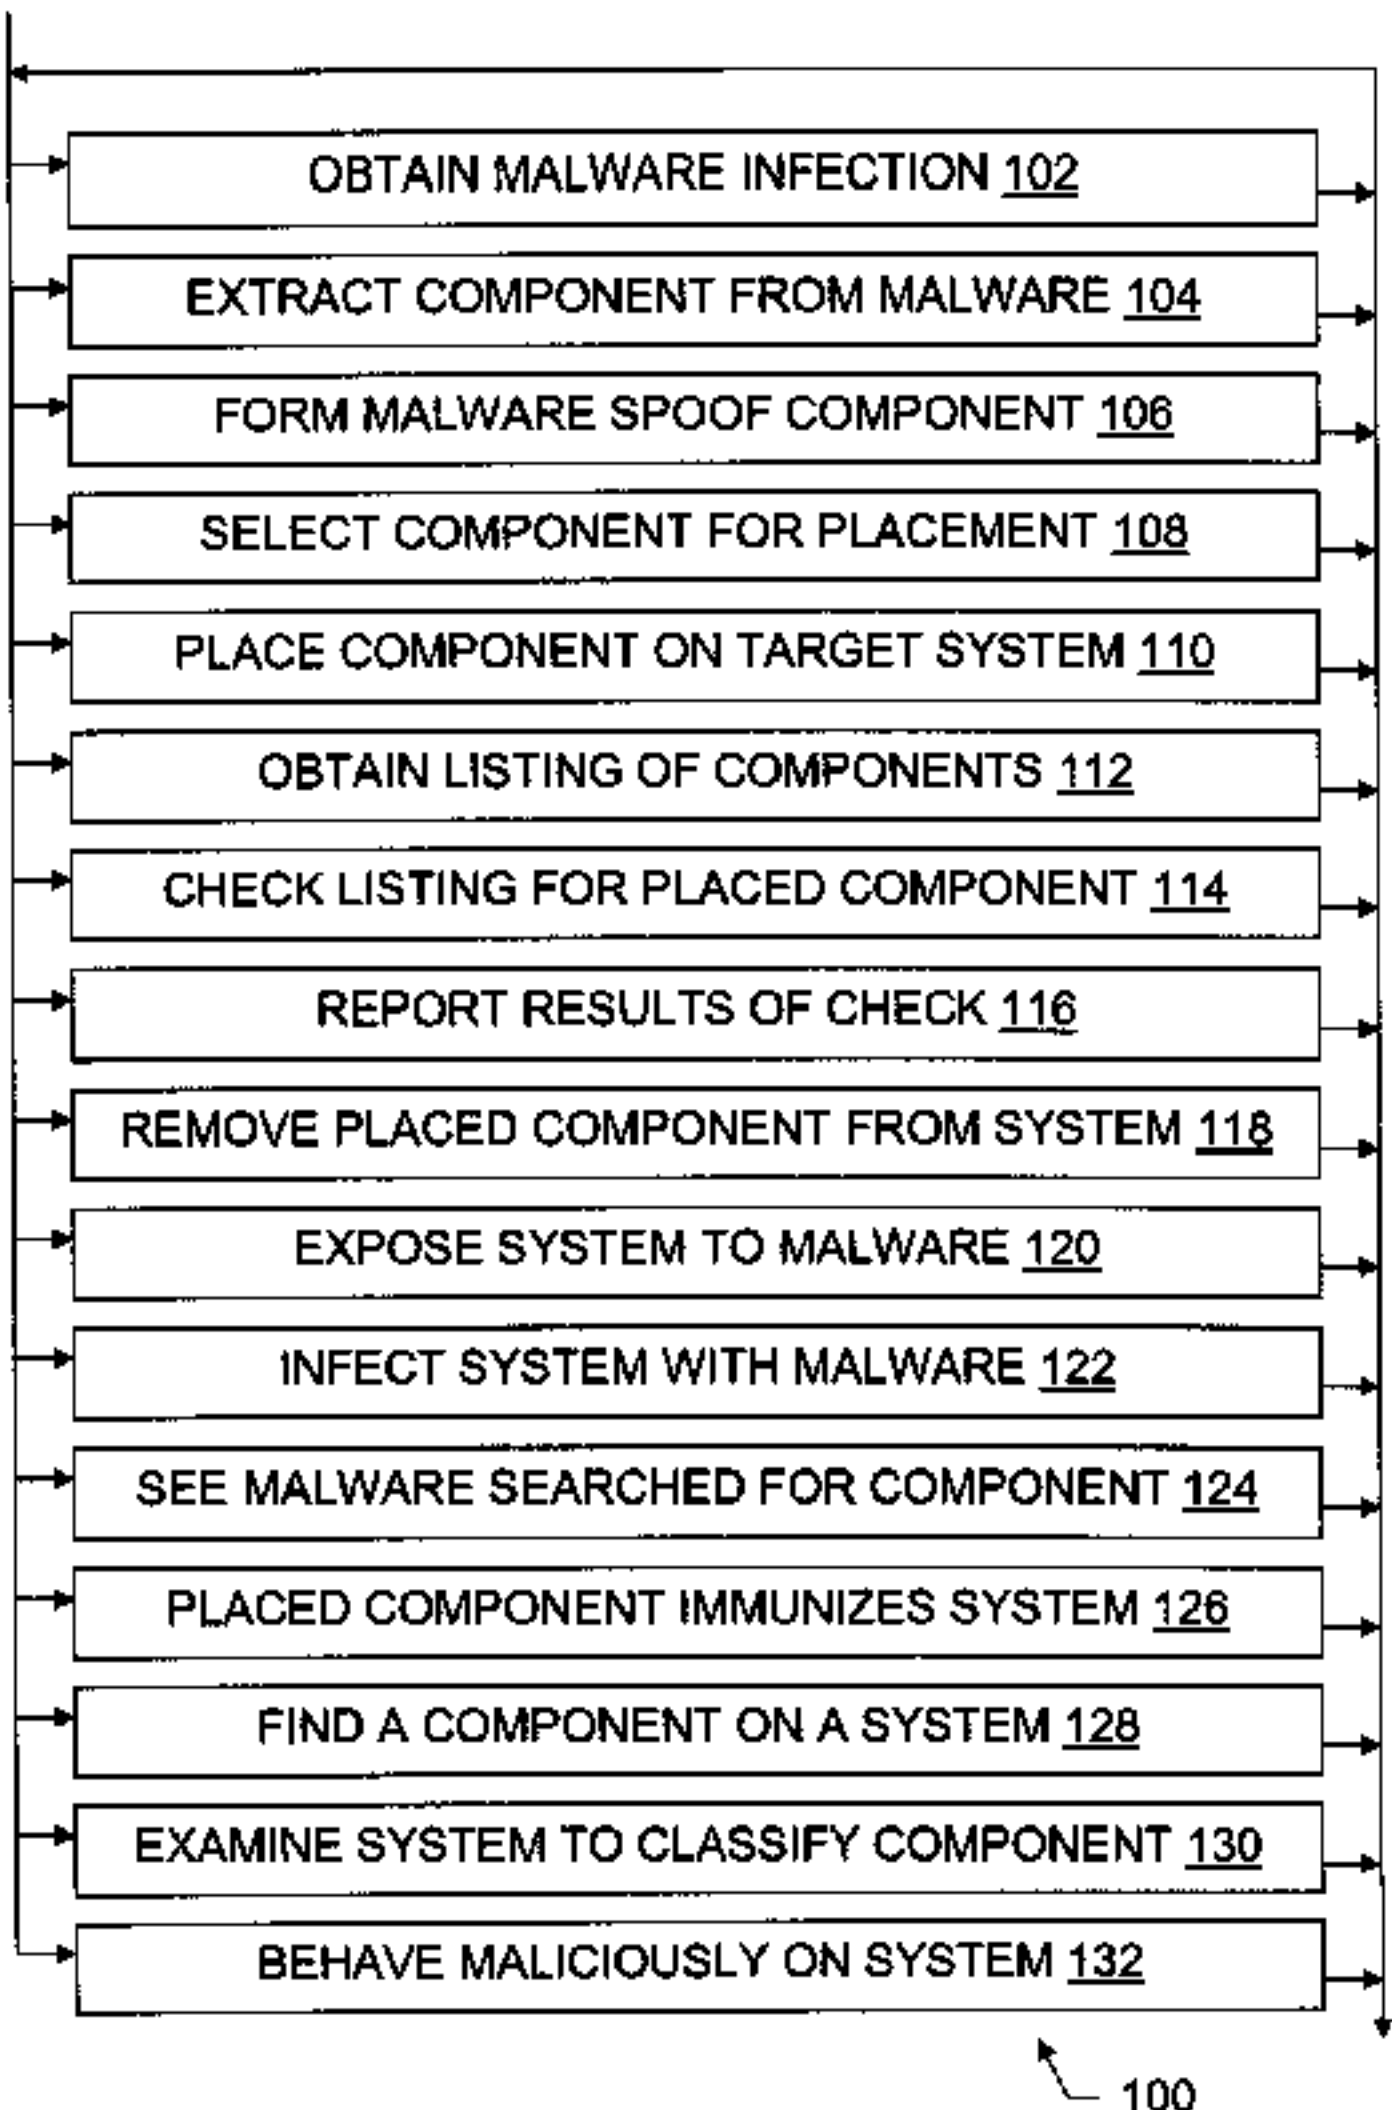 OBTAIN MALWARE INFECTION 102
EXTRACT COMPONENT FROM MALWARE 104
FORM MALWARE SPOOF COMPONENT 106
SELECT COMPONENT FOR PLACEMENT 108
PLACE COMPONENT ON TARGET SYSTEM 110
OBTAIN LISTING OF COMPONENTS 112
CHECK LISTING FOR PLACED COMPONENT 114
REPORT RESULTS OF CHECK 116
REMOVE PLACED COMPONENT FROM SYSTEM 118
EXPOSE SYSTEM TO MALWARE 120
INFECT SYSTEM WITH MALWARE 122
SEE MALWARE SEARCHED FOR COMPONENT 124
PLACED COMPONENT IMMUNIZES SYSTEM 126
FIND A COMPONENT ON A SYSTEM 128
EXAMINE SYSTEM TO CLASSIFY COMPONENT 130
BEHAVE MALICIOUSLY ON SYSTEM 132
100